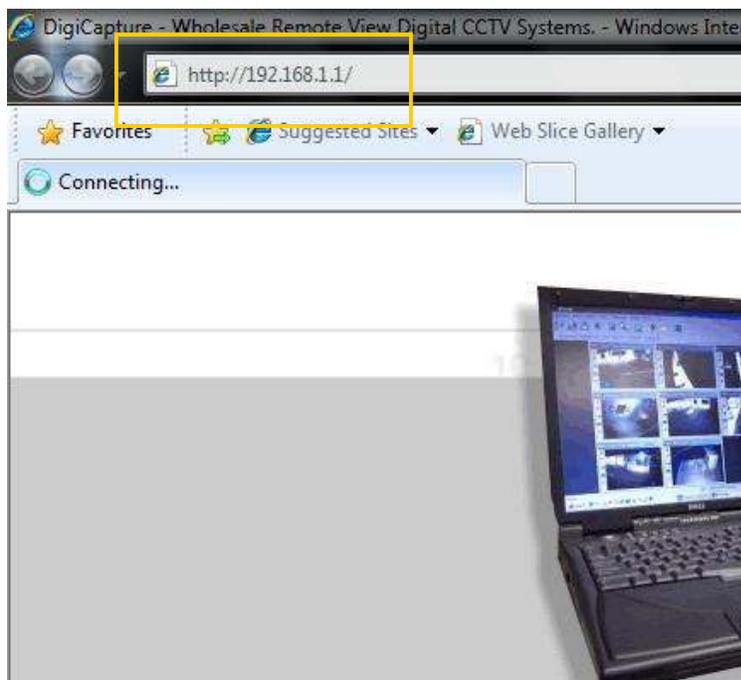 DigiCapture - Wholesale Remote View Digital CCTV Systems. - Windows Inte
http://192.168.1.1/
Favorites Suggested Sites Web Slice Gallery
Connecting...
DELL